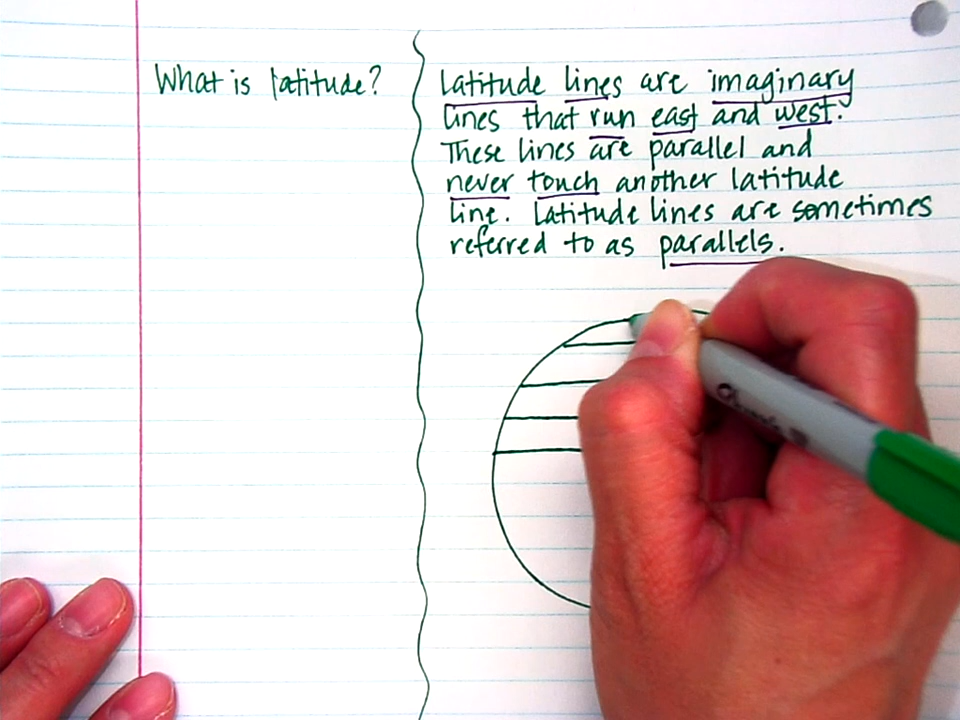 What is latitude?
Latitude lines are imaginary
lines that run east and west.
These lines are parallel and
never touch another latitude
line. Latitude lines are sometimes
referred to as parallels.